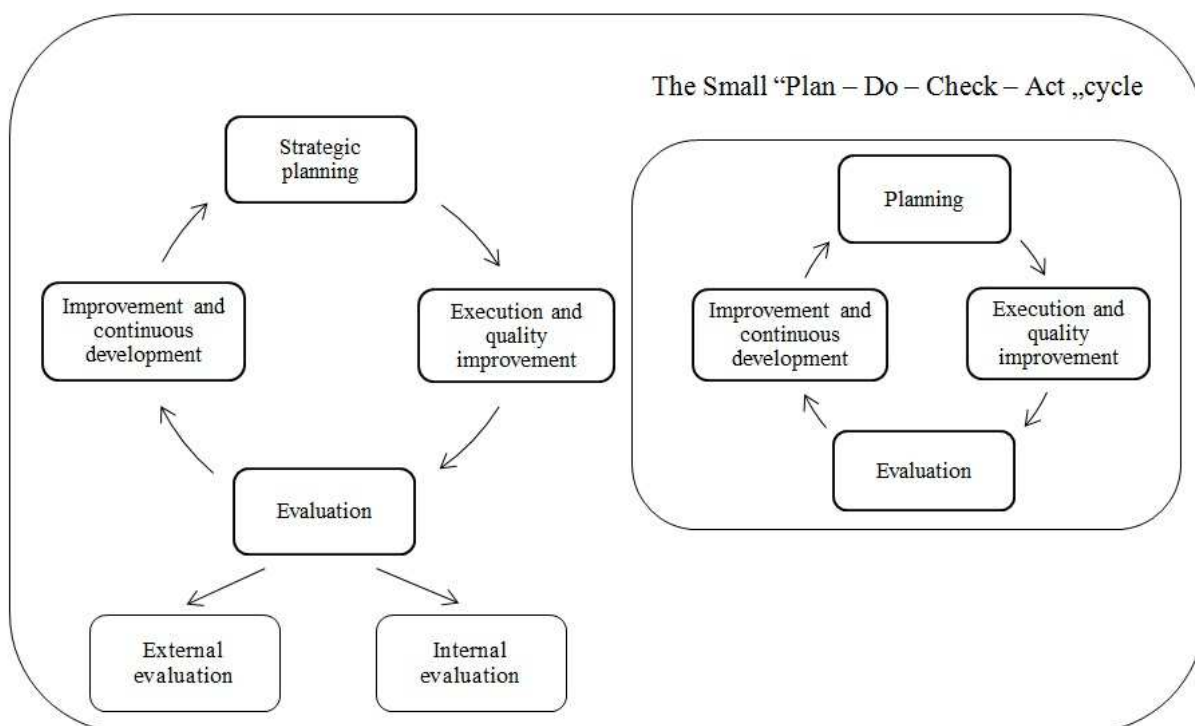 The Small “Plan – Do – Check – Act „cycle
Strategic
planning
Execution and
quality
improvement
Evaluation
Improvement and
continuous
development
External
evaluation
Internal
evaluation
Planning
Execution and
quality
improvement
Evaluation
Improvement and
continuous
development